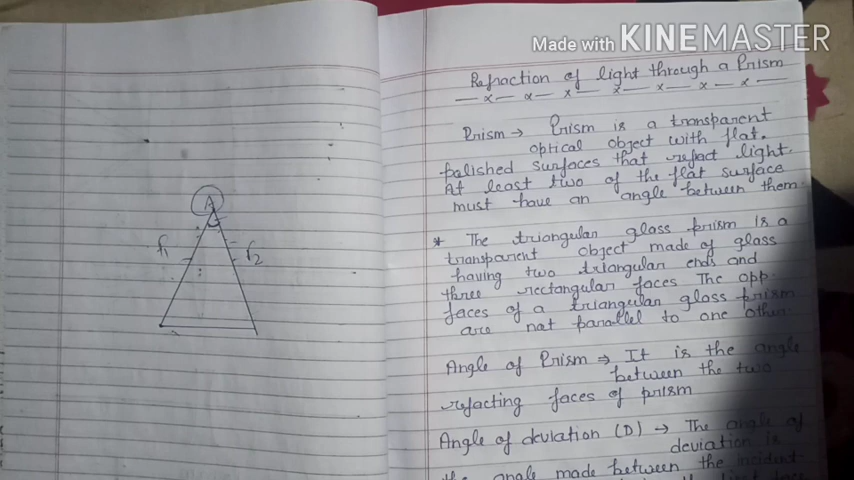 Made with KINEMASTER
A
f1
f2
Refraction of light through a Prism
— x — x — x — x — x — x —
Prism → Prism is a transparent
optical object with flat.
polished surfaces that refract light.
At least two of the flat surface
must have an angle between them.
* The triangular glass prism is a
transparent object made of glass
having two triangular ends and
three rectangular faces The opp.
faces of a triangular glass prism
are not parallel to one other.
Angle of Prism ⇒ It is the angle
between the two
refacting faces of prism
Angle of deviation (D) → The angle of
deviation is
the angle made between the incident